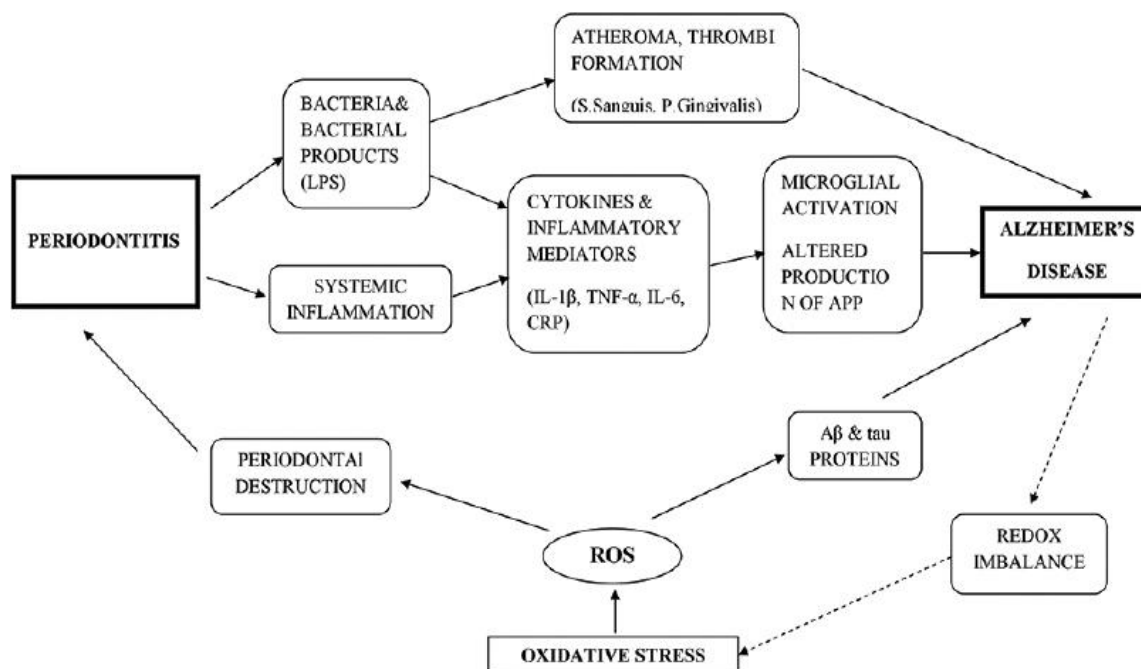 ATHEROMA, THROMBI
FORMATION
(S.Sanguis, P.Gingivalis)
BACTERIA&
BACTERIAL
PRODUCTS
(LPS)
PERIODONTITIS
SYSTEMIC
INFLAMMATION
CYTOKINES &
INFLAMMATORY
MEDIATORS
(IL-1β, TNF-α, IL-6,
CRP)
MICROGLIAL
ACTIVATION
ALTERED
PRODUCTIO
N OF APP
ALZHEIMER'S
DISEASE
PERIODONTAl
DESTRUCTION
Aβ & tau
PROTEINS
ROS
REDOX
IMBALANCE
OXIDATIVE STRESS